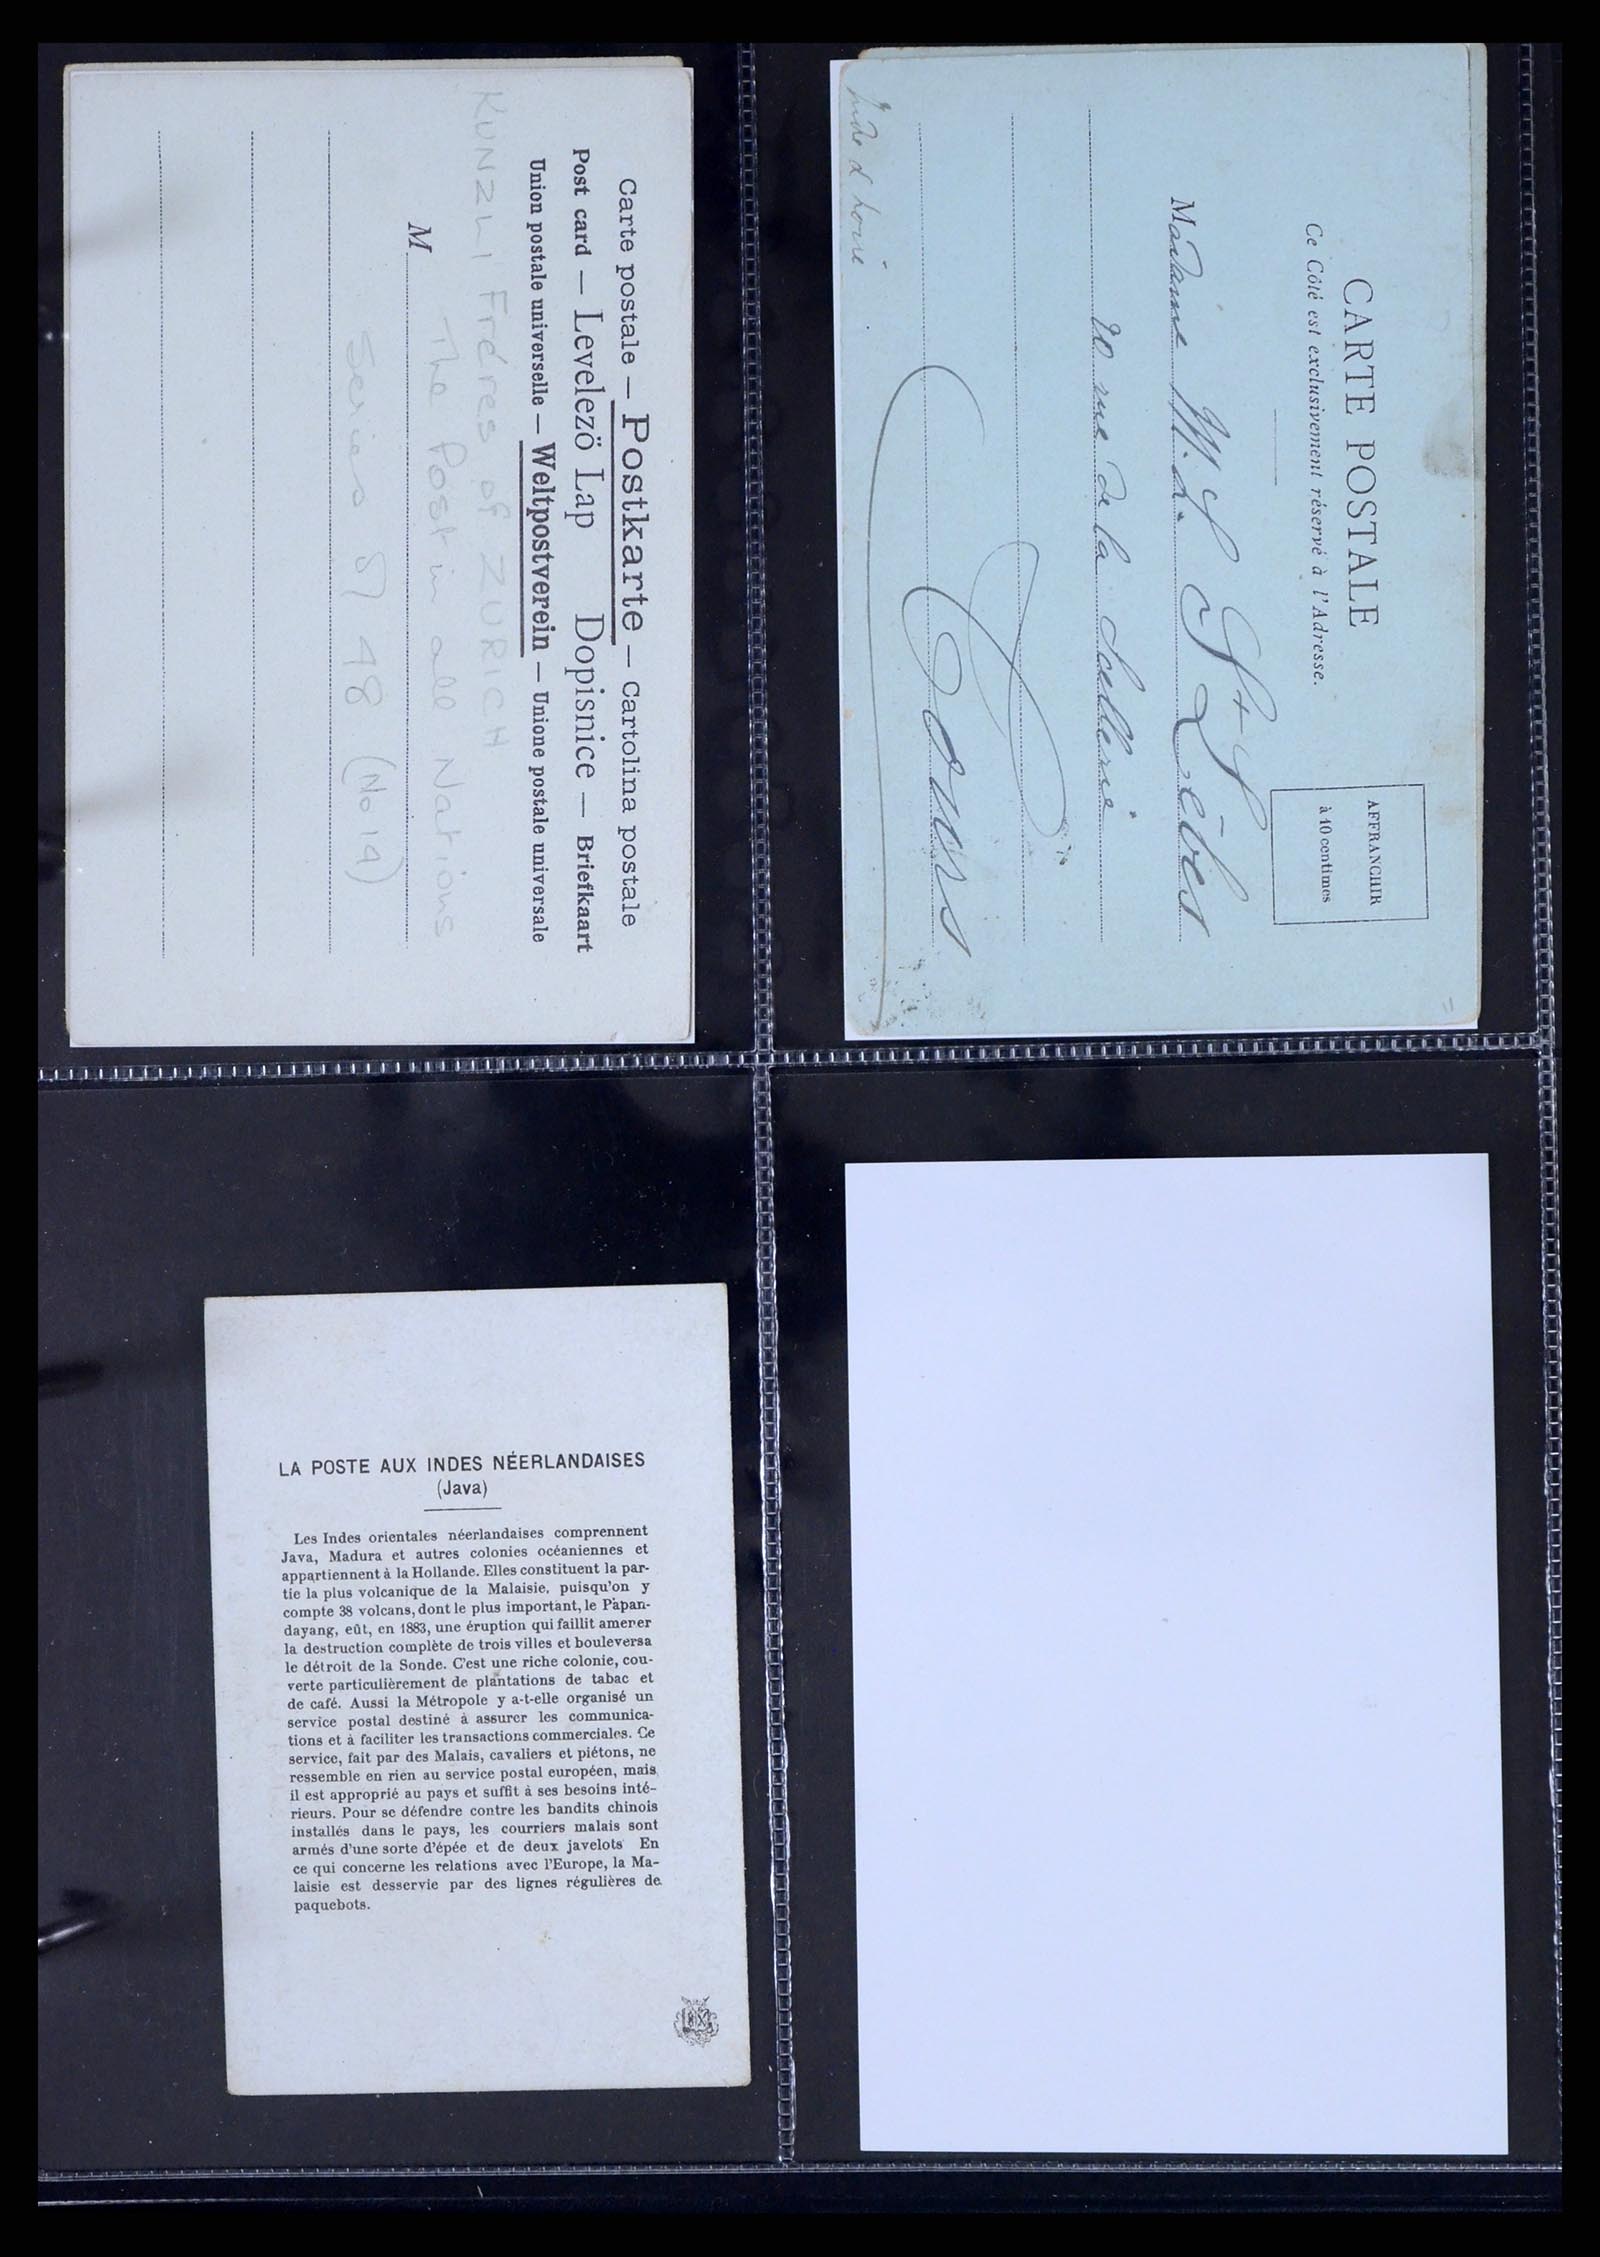 Carte postale — Postkarte — Cartolina postale
Post card — Levelező Lap Dopisnice — Briefkaart
Union postale universelle — Weltpostverein — Unione postale universale
KUNZLI Fréres of ZURICH
M
The Post in all Nations
Series 5748 (No 14)
CARTE POSTALE
Ce Côté est exclusivement réservé à l'Adresse.
AFFRANCHIR
à 10 centimes
Madame
20 rue de la Scellerie
Tours
LA POSTE AUX INDES NÉERLANDAISES
(Java)
Les Indes orientales néerlandaises comprennent
Java, Madura et autres colonies océaniennes et
appartiennent à la Hollande. Elles constituent la par-
tie la plus volcanique de la Malaisie, puisqu'on y
compte 38 volcans, dont le plus important, le Papan-
dayang, eût, en 1883, une éruption qui faillit amener
la destruction complète de trois villes et bouleversa
le détroit de la Sonde. C'est une riche colonie, cou-
verte particulièrement de plantations de tabac et
de café. Aussi la Métropole y a-t-elle organisé un
service postal destiné à assurer les communica-
tions et à faciliter les transactions commerciales. Ce
service, fait par des Malais, cavaliers et piétons, ne
ressemble en rien au service postal européen, mais
il est approprié au pays et suffit à ses besoins inté-
rieurs. Pour se défendre contre les bandits chinois
installés dans le pays, les courriers malais sont
armés d'une sorte d'épée et de deux javelots En
ce qui concerne les relations avec l'Europe, la Ma-
laisie est desservie par des lignes régulières de
paquebots.